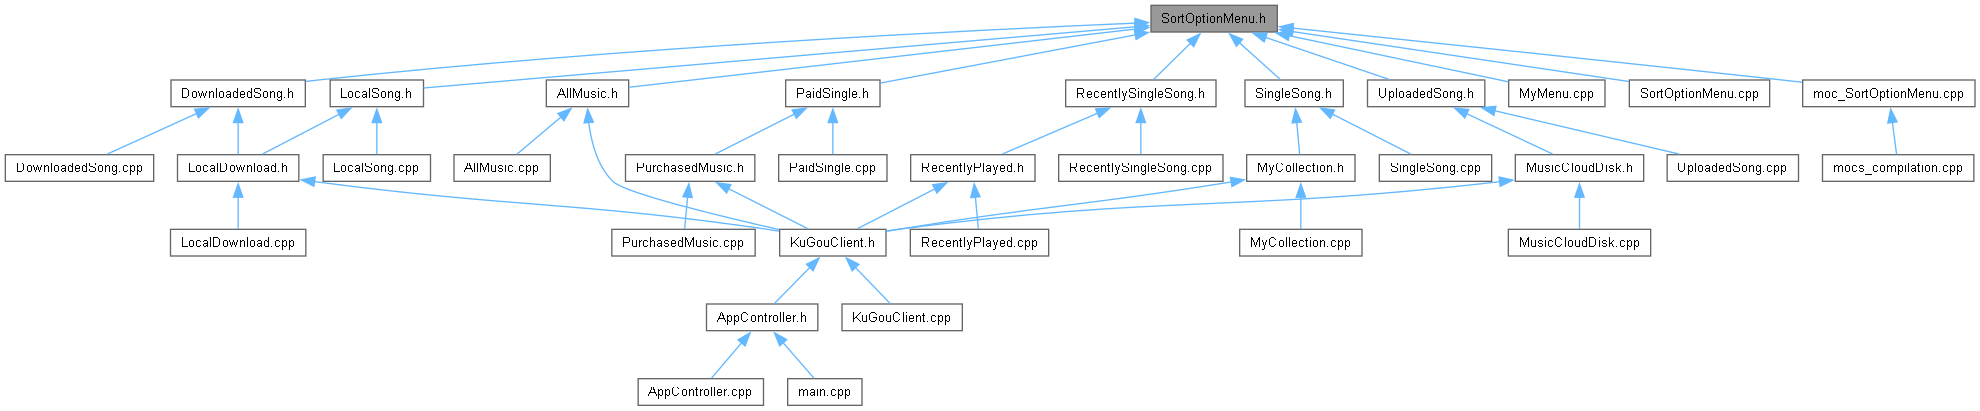 SortOptionMenu.h
DownloadedSong.h
LocalSong.h
AllMusic.h
PaidSingle.h
RecentlySingleSong.h
SingleSong.h
UploadedSong.h
MyMenu.cpp
SortOptionMenu.cpp
moc_SortOptionMenu.cpp
DownloadedSong.cpp
LocalDownload.h
LocalSong.cpp
AllMusic.cpp
PurchasedMusic.h
PaidSingle.cpp
RecentlyPlayed.h
RecentlySingleSong.cpp
MyCollection.h
SingleSong.cpp
MusicCloudDisk.h
UploadedSong.cpp
mocs_compilation.cpp
LocalDownload.cpp
PurchasedMusic.cpp
KuGouClient.h
RecentlyPlayed.cpp
MyCollection.cpp
MusicCloudDisk.cpp
AppController.h
KuGouClient.cpp
AppController.cpp
main.cpp